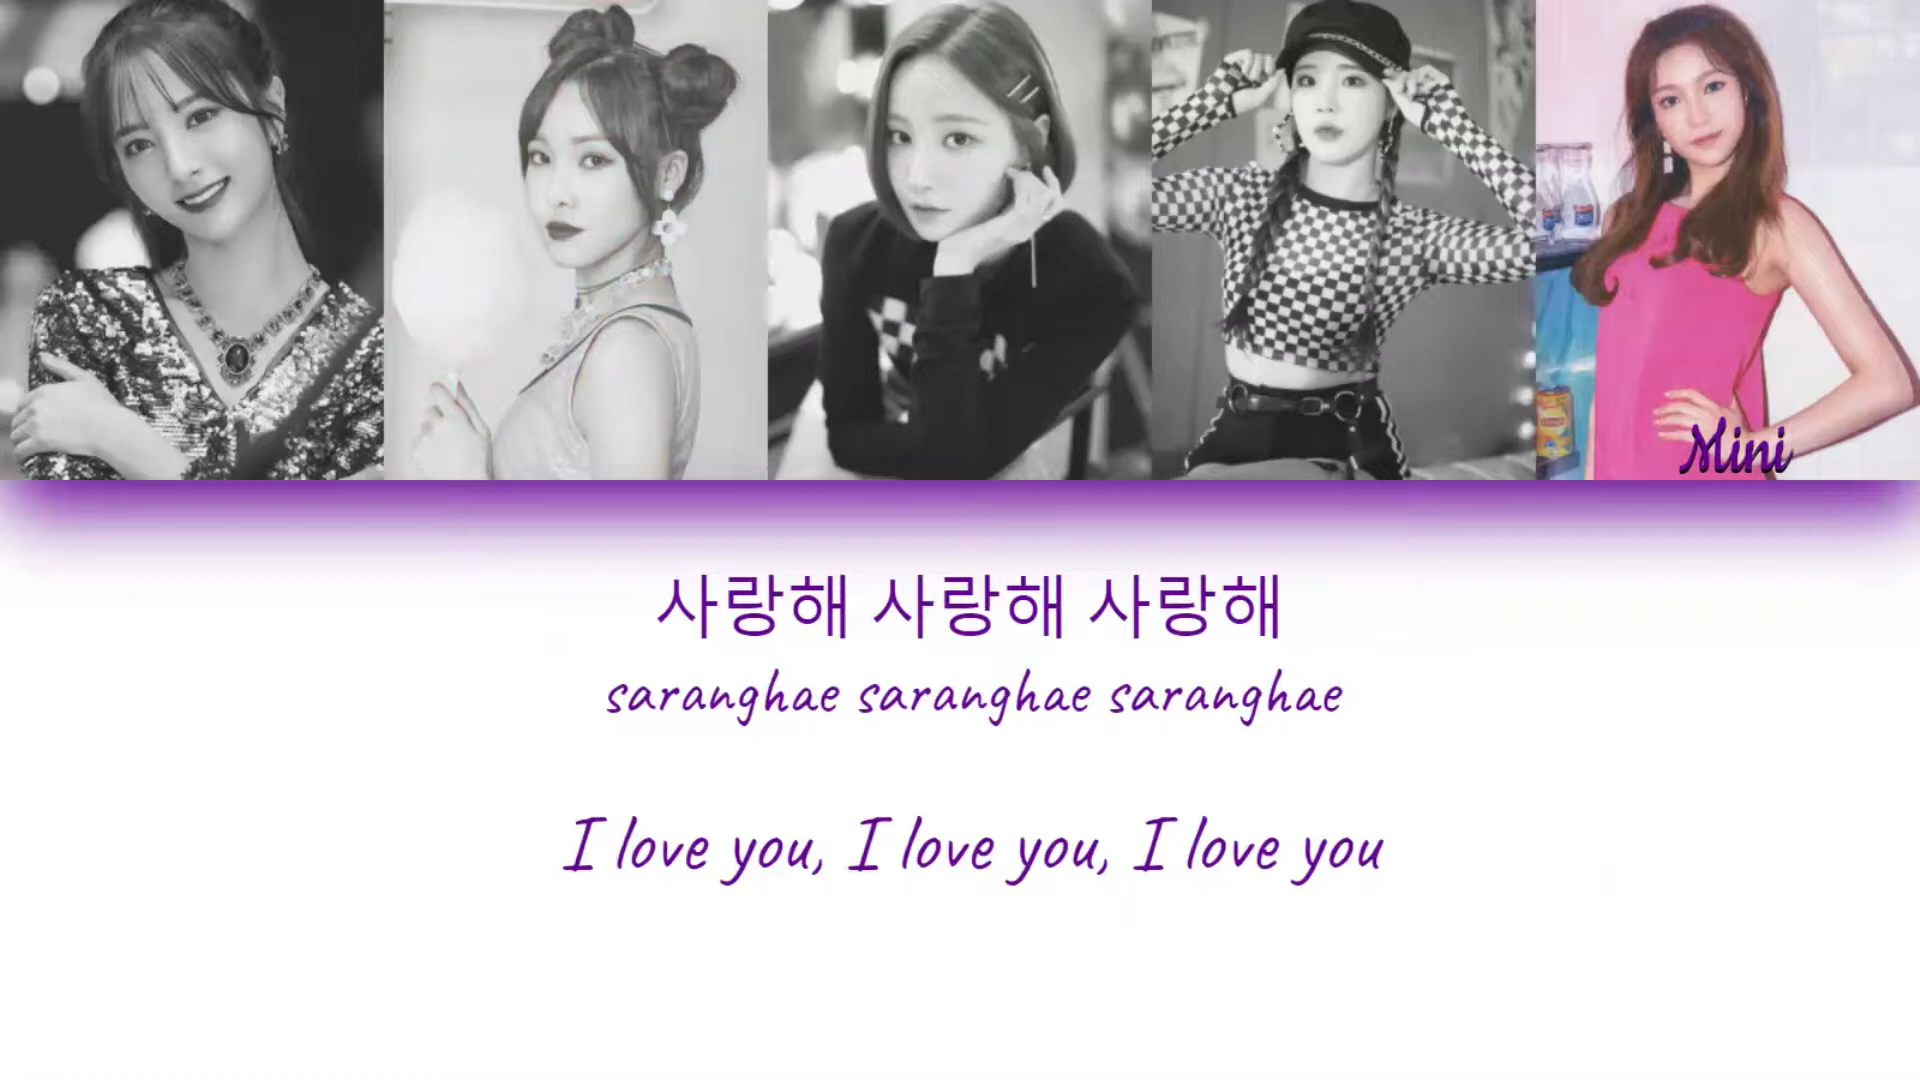 Mini
사랑해 사랑해 사랑해
saranghae saranghae saranghae
I love you, I love you, I love you